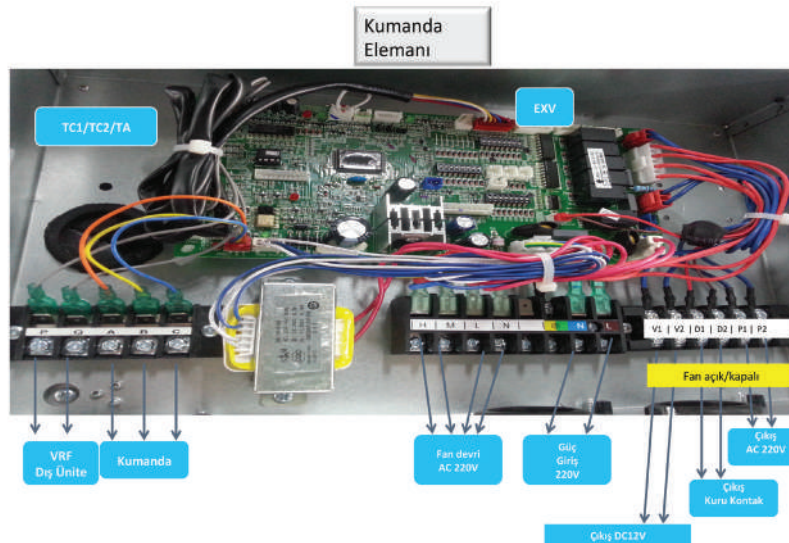 Kumanda
Elemanı
TC1/TC2/TA
EXV
P Q A B C
H M L N
N L
V1 V2 D1 D2 P1 P2
Fan açık/kapalı
VRF
Dış Ünite
Kumanda
Fan devri
AC 220V
Güç
Giriş
220V
Çıkış
AC 220V
Çıkış
Kuru Kontak
Çıkış DC12V